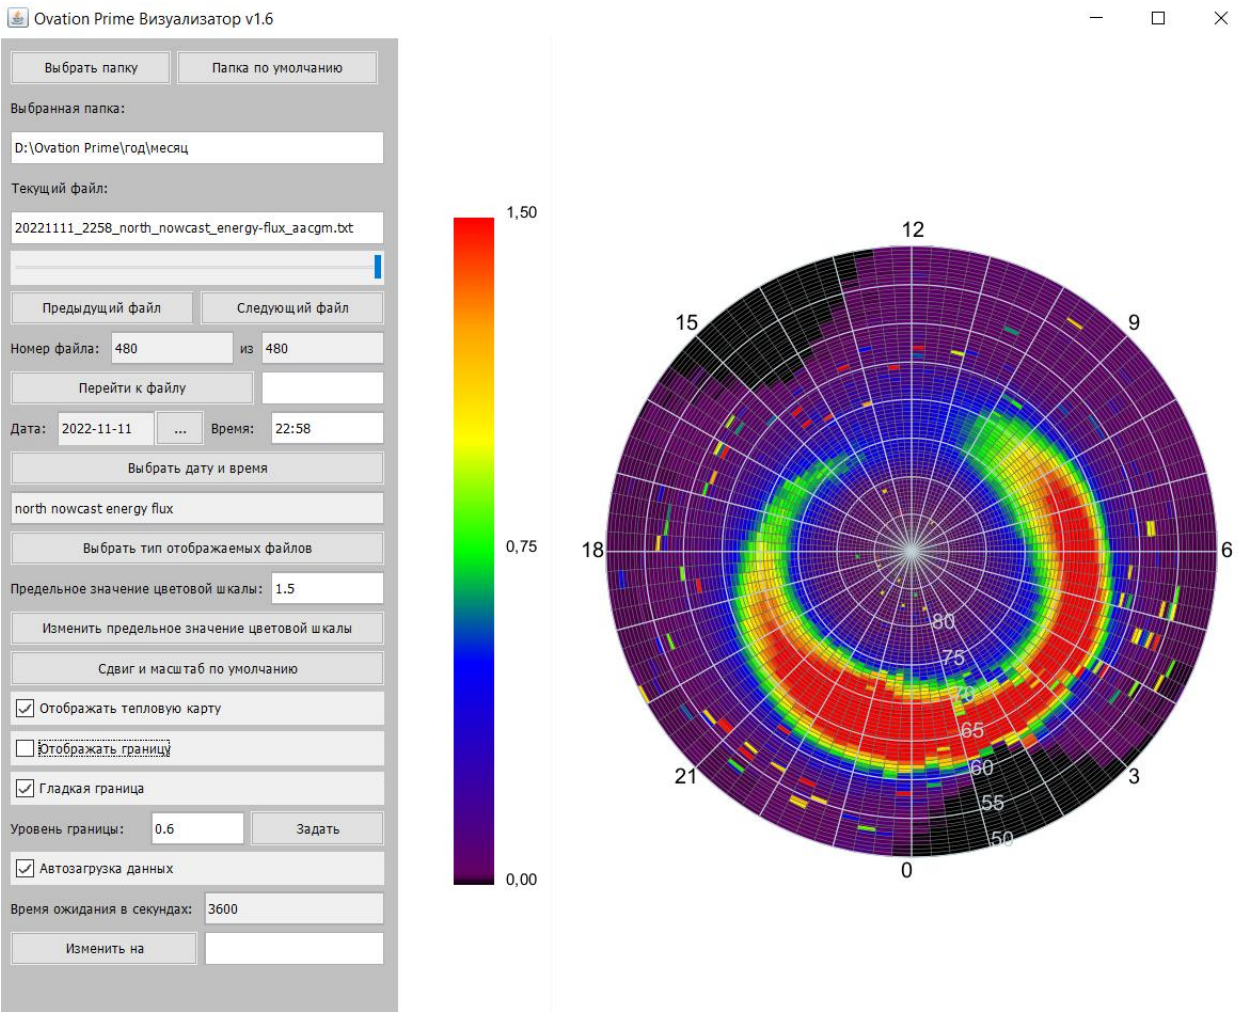 Ovation Prime Визуализатор v1.6
Выбрать папку
Папка по умолчанию
Выбранная папка:
D:\Ovation Prime\год\месяц
Текущий файл:
20221111_2258_north_nowcast_energy-flux_aacgm.txt
Предыдущий файл
Следующий файл
Номер файла: 480 из 480
Перейти к файлу
Дата: 2022-11-11 ... Время: 22:58
Выбрать дату и время
north nowcast energy flux
Выбрать тип отображаемых файлов
Предельное значение цветовой шкалы: 1.5
Изменить предельное значение цветовой шкалы
Сдвиг и масштаб по умолчанию
Отображать тепловую карту
Отображать границу
Гладкая граница
Уровень границы: 0.6 Задать
Автозагрузка данных
Время ожидания в секундах: 3600
Изменить на
1,50
0,75
0,00
12
15
9
18
6
80
75
70
65
60
55
50
21
3
0